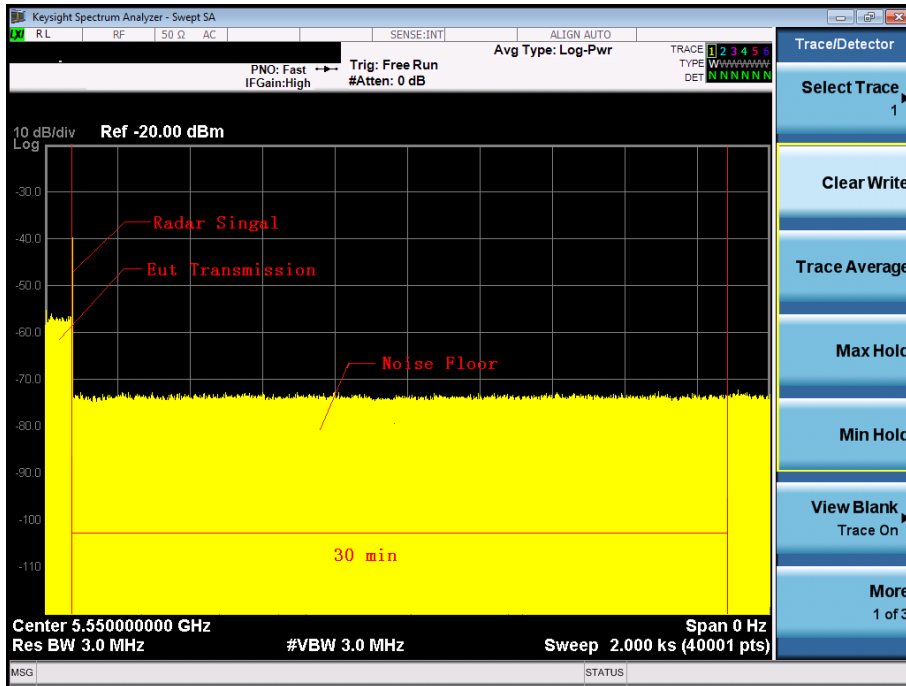 Keysight Spectrum Analyzer - Swept SA
LXI RL RF 50 Ω AC SENSE:INT ALIGN AUTO
PNO: Fast
IFGain:High
Trig: Free Run
#Atten: 0 dB
Avg Type: Log-Pwr
TRACE 1 2 3 4 5 6
TYPE WWWWWW
DET N N N N N N
10 dB/div Ref -20.00 dBm
Log
-30.0
-40.0
-50.0
-60.0
-70.0
-80.0
-90.0
-100
-110
Radar Singal
Eut Transmission
Noise Floor
30 min
Center 5.550000000 GHz Span 0 Hz
Res BW 3.0 MHz #VBW 3.0 MHz Sweep 2.000 ks (40001 pts)
MSG STATUS
Trace/Detector
Select Trace
1
Clear Write
Trace Average
Max Hold
Min Hold
View Blank
Trace On
More
1 of 3